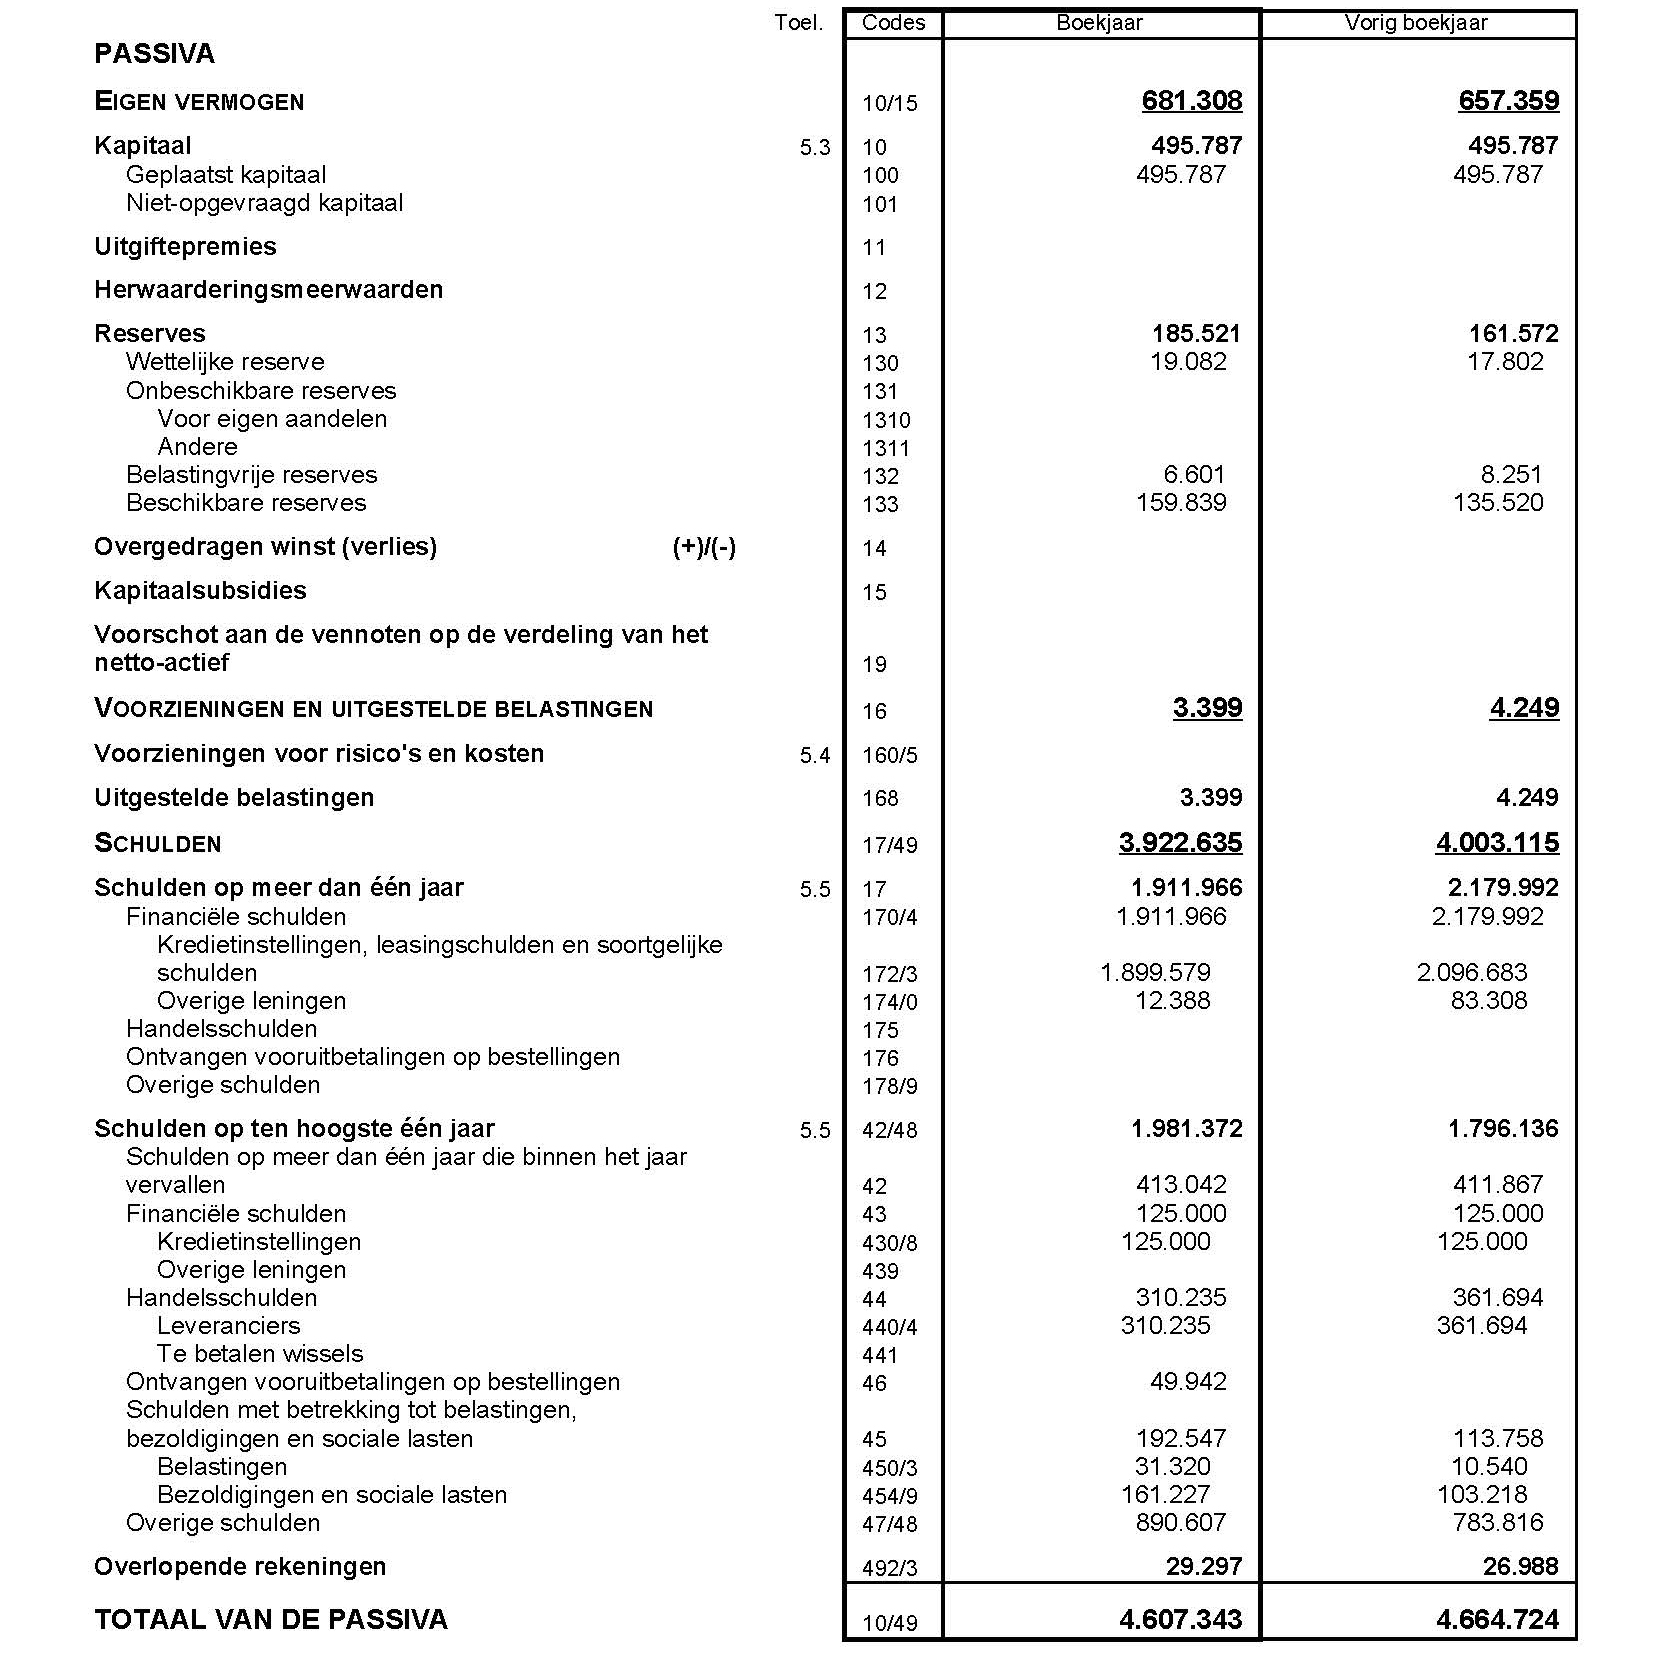 Toel. Codes Boekjaar Vorig boekjaar
PASSIVA
EIGEN VERMOGEN 10/15 681.308 657.359
Kapitaal 5.3 10 495.787 495.787
Geplaatst kapitaal 100 495.787 495.787
Niet-opgevraagd kapitaal 101
Uitgiftepremies 11
Herwaarderingsmeerwaarden 12
Reserves 13 185.521 161.572
Wettelijke reserve 130 19.082 17.802
Onbeschikbare reserves 131
Voor eigen aandelen 1310
Andere 1311
Belastingvrije reserves 132 6.601 8.251
Beschikbare reserves 133 159.839 135.520
Overgedragen winst (verlies) (+)/(-) 14
Kapitaalsubsidies 15
Voorschot aan de vennoten op de verdeling van het
netto-actief 19
VOORZIENINGEN EN UITGESTELDE BELASTINGEN 16 3.399 4.249
Voorzieningen voor risico's en kosten 5.4 160/5
Uitgestelde belastingen 168 3.399 4.249
SCHULDEN 17/49 3.922.635 4.003.115
Schulden op meer dan één jaar 5.5 17 1.911.966 2.179.992
Financiële schulden 170/4 1.911.966 2.179.992
Kredietinstellingen, leasingschulden en soortgelijke
schulden 172/3 1.899.579 2.096.683
Overige leningen 174/0 12.388 83.308
Handelsschulden 175
Ontvangen vooruitbetalingen op bestellingen 176
Overige schulden 178/9
Schulden op ten hoogste één jaar 5.5 42/48 1.981.372 1.796.136
Schulden op meer dan één jaar die binnen het jaar
vervallen 42 413.042 411.867
Financiële schulden 43 125.000 125.000
Kredietinstellingen 430/8 125.000 125.000
Overige leningen 439
Handelsschulden 44 310.235 361.694
Leveranciers 440/4 310.235 361.694
Te betalen wissels 441
Ontvangen vooruitbetalingen op bestellingen 46 49.942
Schulden met betrekking tot belastingen,
bezoldigingen en sociale lasten 45 192.547 113.758
Belastingen 450/3 31.320 10.540
Bezoldigingen en sociale lasten 454/9 161.227 103.218
Overige schulden 47/48 890.607 783.816
Overlopende rekeningen 492/3 29.297 26.988
TOTAAL VAN DE PASSIVA 10/49 4.607.343 4.664.724